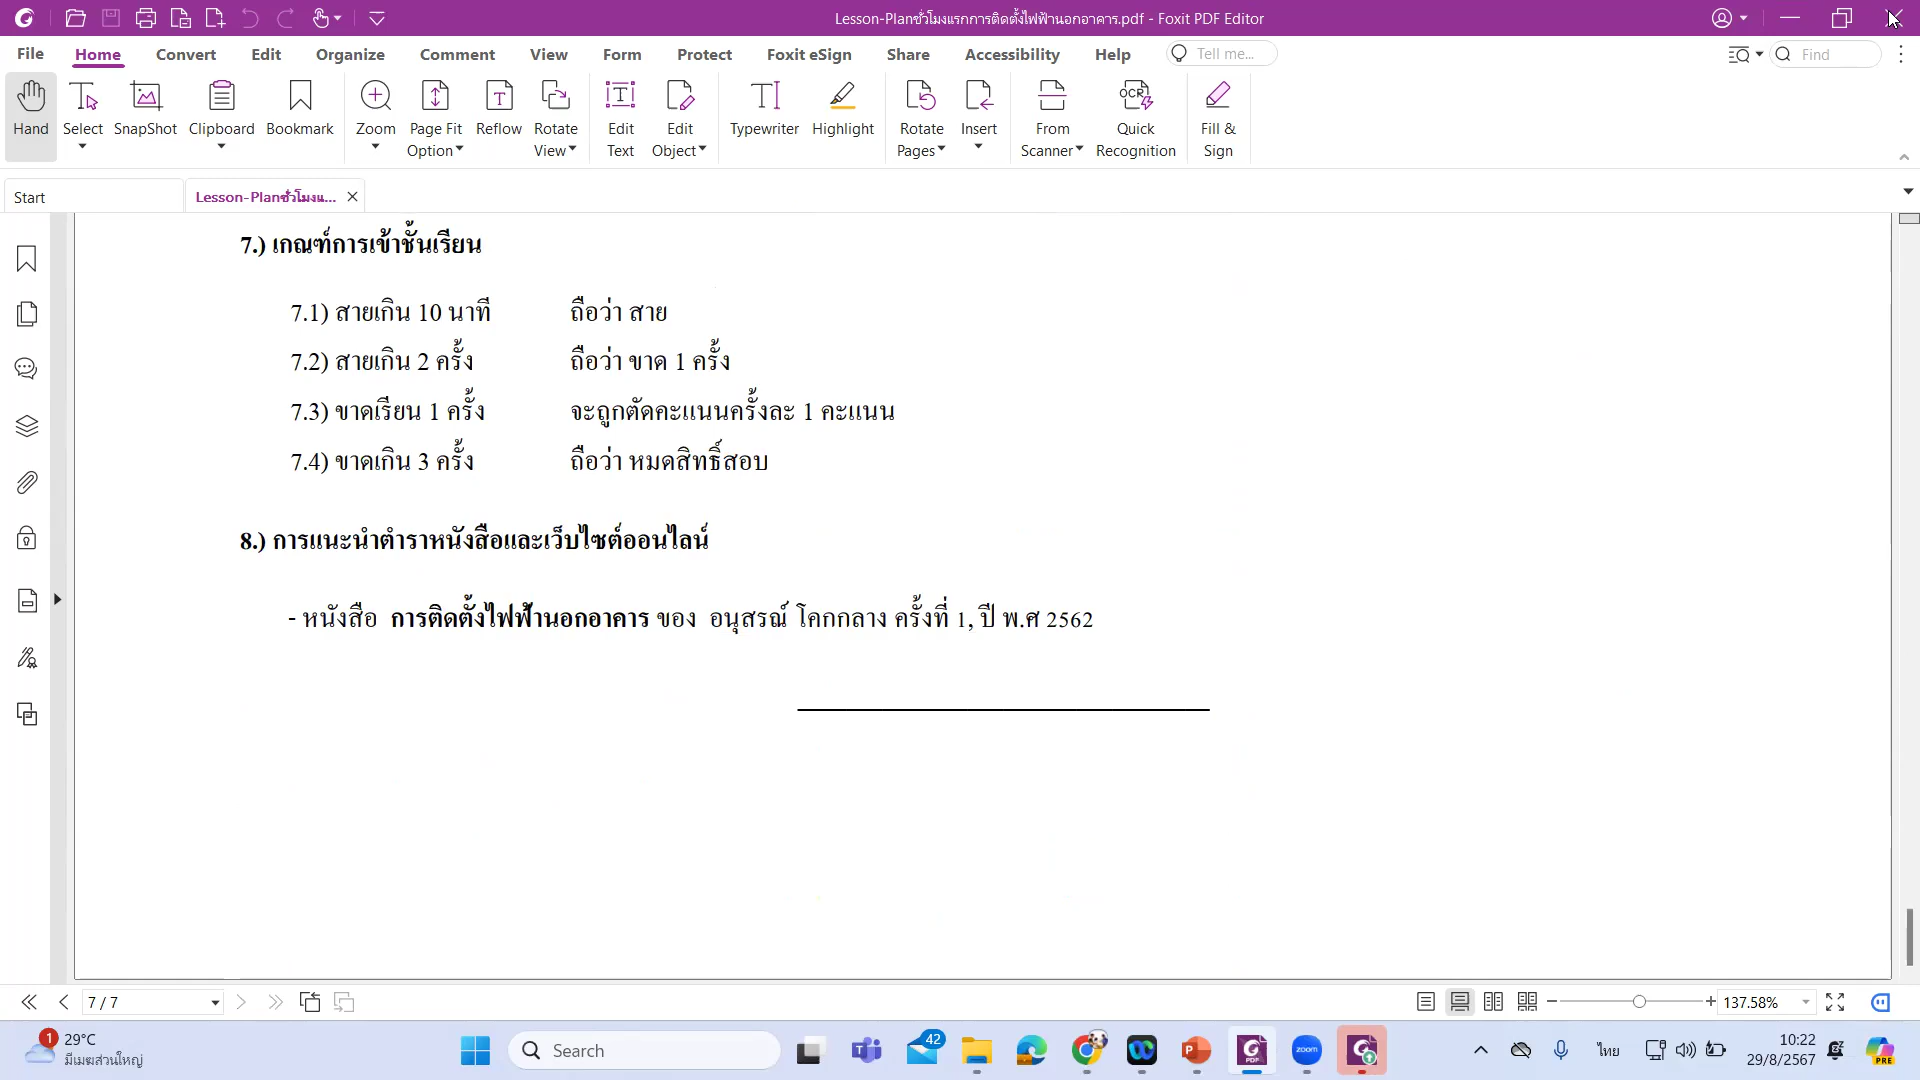 Lesson-Planชั่วโมงแรกการติดตั้งไฟฟ้านอกอาคาร.pdf - Foxit PDF Editor
File Home Convert Edit Organize Comment View Form Protect Foxit eSign Share Accessibility Help Tell me... Find
Hand Select SnapShot Clipboard Bookmark Zoom Page Fit Option Reflow Rotate View Edit Text Edit Object Typewriter Highlight Rotate Pages Insert From Scanner OCR Quick Recognition Fill & Sign
Start Lesson-Planชั่วโมงแ...
7.) เกณฑ์การเข้าชั้นเรียน
7.1) สายเกิน 10 นาที ถือว่า สาย
7.2) สายเกิน 2 ครั้ง ถือว่า ขาด 1 ครั้ง
7.3) ขาดเรียน 1 ครั้ง จะถูกตัดคะแนนครั้งละ 1 คะแนน
7.4) ขาดเกิน 3 ครั้ง ถือว่า หมดสิทธิ์สอบ
8.) การแนะนำตำราหนังสือและเว็บไซต์ออนไลน์
- หนังสือ การติดตั้งไฟฟ้านอกอาคาร ของ อนุสรณ์ โคกกลาง ครั้งที่ 1, ปี พ.ศ 2562
7 / 7 137.58%
1 29°C Search 42 zoom ไทย 10:22
มีเมฆส่วนใหญ่ 29/8/2567 PRE